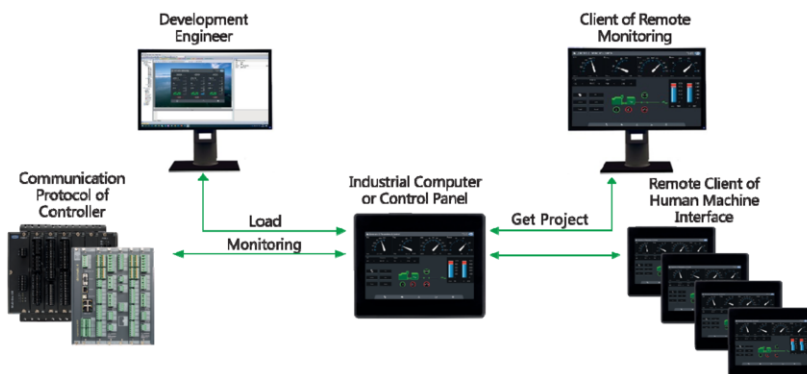 Development
Engineer
Client of Remote
Monitoring
Communication
Protocol of
Controller
Industrial Computer
or Control Panel
Remote Client of
Human Machine
Interface
Load
Monitoring
Get Project